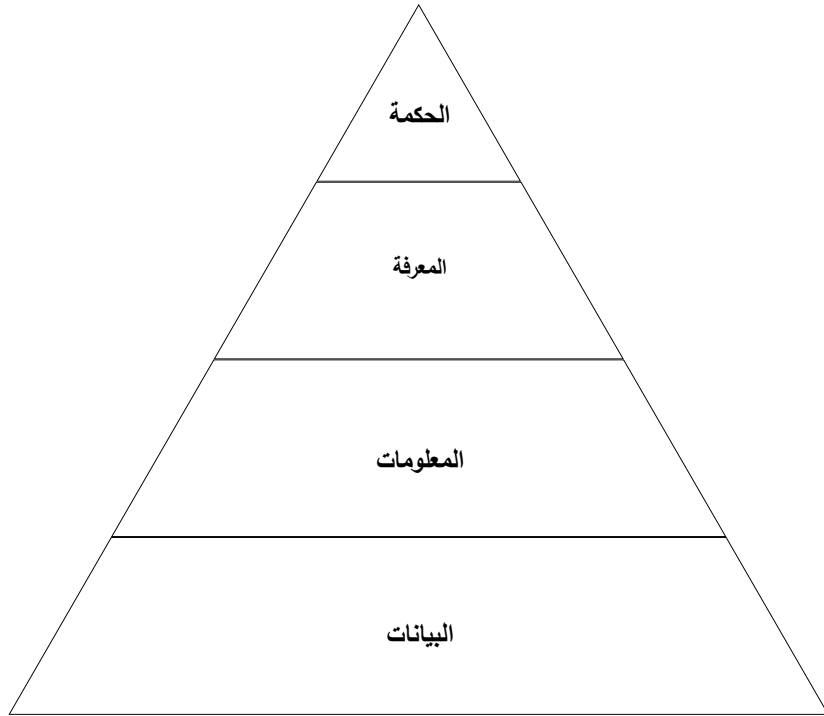 الحكمة
المعرفة
المعلومات
البيانات